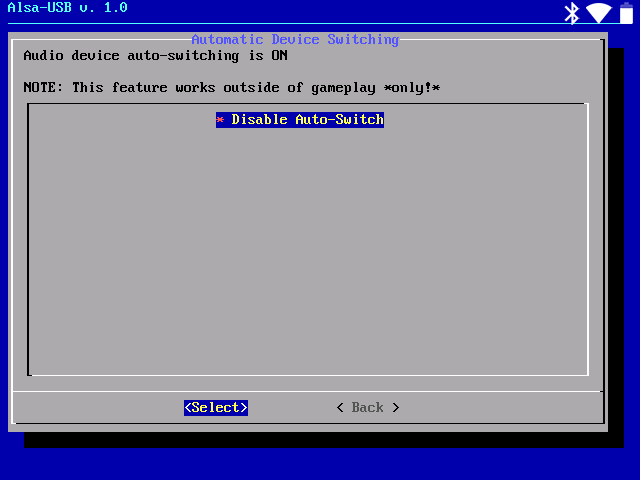 Alsa-USB v. 1.0
Automatic Device Switching
Audio device auto-switching is ON
NOTE: This feature works outside of gameplay *only!*
* Disable Auto-Switch
<Select> < Back >